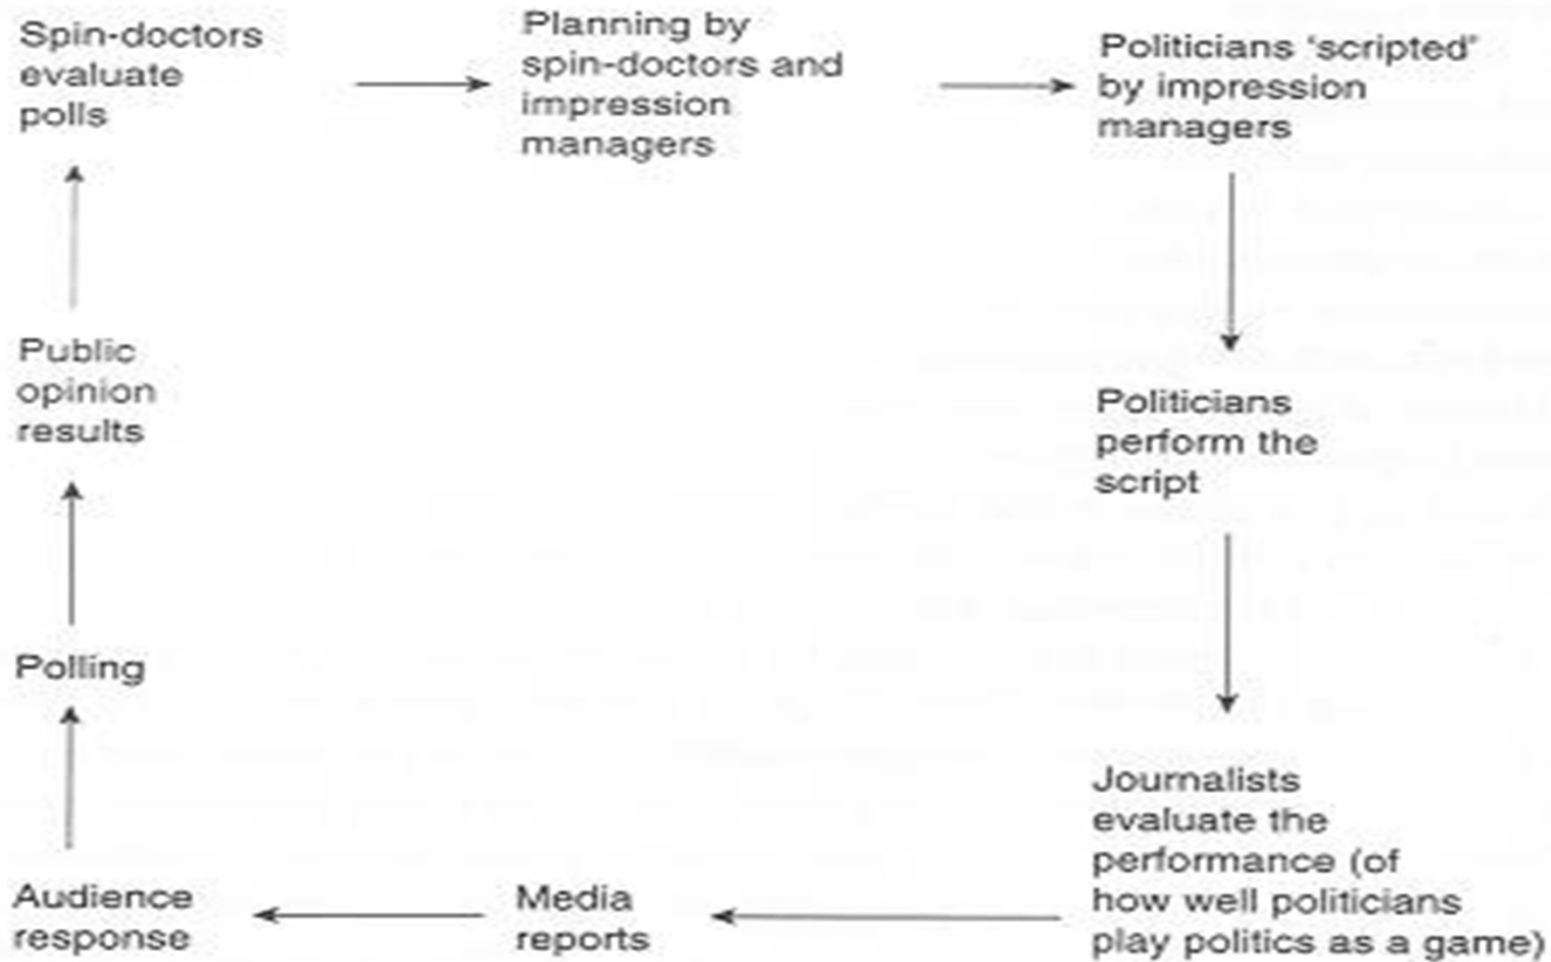 Spin-doctors
evaluate
polls
Planning by
spin-doctors and
impression
managers
Politicians ‘scripted’
by impression
managers
Politicians
perform the
script
Journalists
evaluate the
performance (of
how well politicians
play politics as a game)
Media
reports
Audience
response
Polling
Public
opinion
results